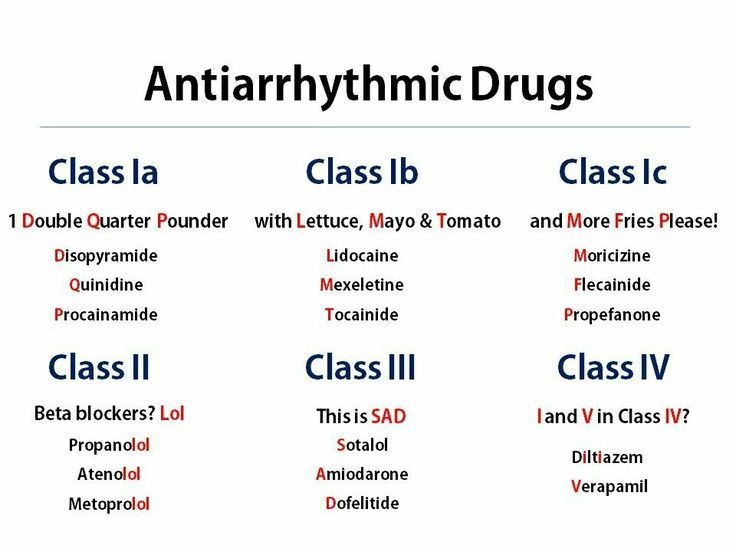 Antiarrhythmic Drugs
Class Ia
1 Double Quarter Pounder
Disopyramide
Quinidine
Procainamide
Class Ib
with Lettuce, Mayo & Tomato
Lidocaine
Mexeletine
Tocainide
Class Ic
and More Fries Please!
Moricizine
Flecainide
Propefanone
Class II
Beta blockers? Lol
Propanolol
Atenolol
Metoprolol
Class III
This is SAD
Sotalol
Amiodarone
Dofelitide
Class IV
I and V in Class IV?
Diltiazem
Verapamil